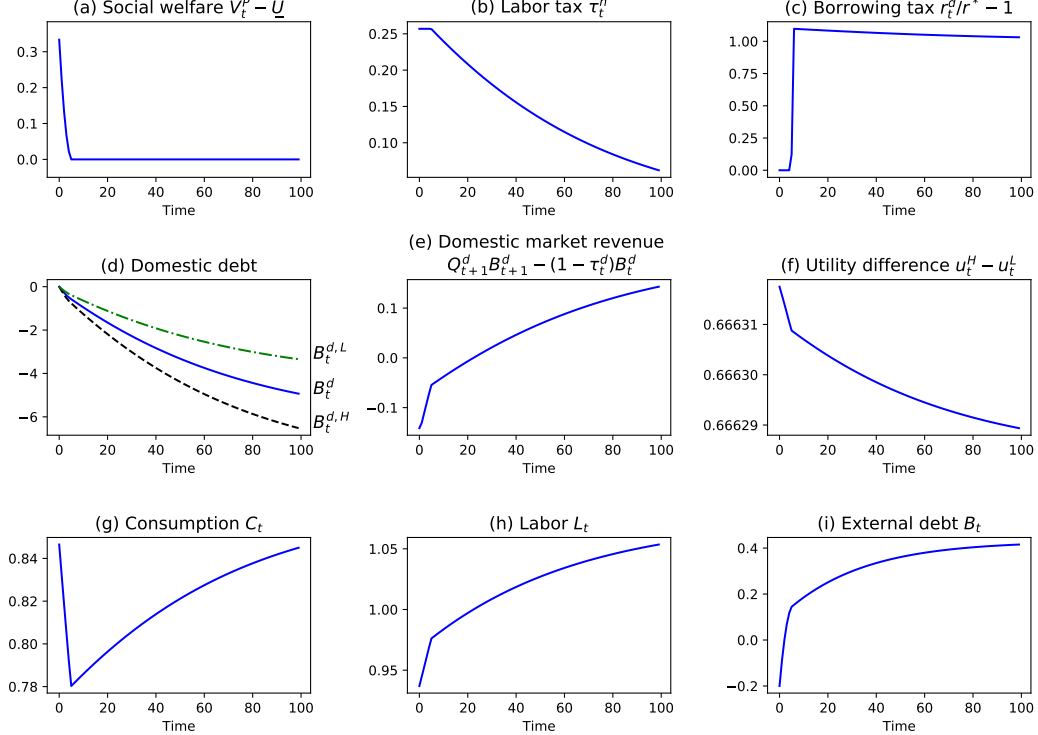 (a) Social welfare $V_t^p - \underline{U}$
(b) Labor tax $\tau_t^n$
(c) Borrowing tax $r_t^d/r^* - 1$
0.3
0.2
0.1
0.0
0.25
0.20
0.15
0.10
1.00
0.75
0.50
0.25
0.00
0 20 40 60 80 100
0 20 40 60 80 100
0 20 40 60 80 100
Time
Time
Time
(d) Domestic debt
(e) Domestic market revenue
$Q_{t+1}^d B_{t+1}^d - (1 - \tau_t^d)B_t^d$
(f) Utility difference $u_t^H - u_t^L$
0
−2
−4
−6
$B_t^{d,L}$
$B_t^d$
$B_t^{d,H}$
0.1
0.0
−0.1
0.66631
0.66630
0.66629
0 20 40 60 80 100
0 20 40 60 80 100
0 20 40 60 80 100
Time
Time
Time
(g) Consumption $C_t$
(h) Labor $L_t$
(i) External debt $B_t$
0.84
0.82
0.80
0.78
1.05
1.00
0.95
0.4
0.2
0.0
−0.2
0 20 40 60 80 100
0 20 40 60 80 100
0 20 40 60 80 100
Time
Time
Time